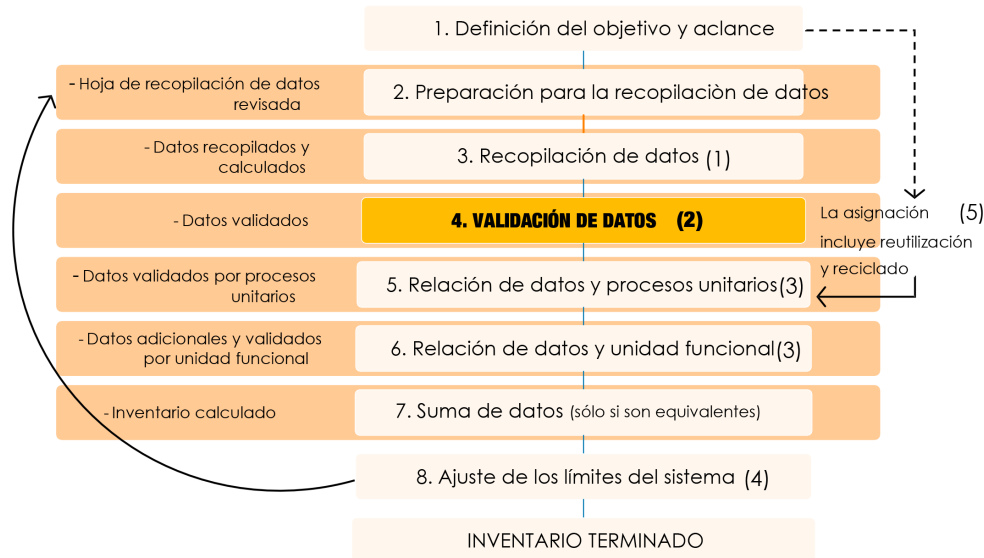 1. Definición del objetivo y aclance
- Hoja de recopilación de datos
revisada
2. Preparación para la recopilaciòn de datos
- Datos recopilados y
calculados
3. Recopilación de datos (1)
- Datos validados
4. VALIDACIÓN DE DATOS (2)
La asignación (5)
incluye reutilización
y reciclado
- Datos validados por procesos
unitarios
5. Relación de datos y procesos unitarios(3)
- Datos adicionales y validados
por unidad funcional
6. Relación de datos y unidad funcional(3)
- Inventario calculado
7. Suma de datos (sólo si son equivalentes)
8. Ajuste de los límites del sistema (4)
INVENTARIO TERMINADO